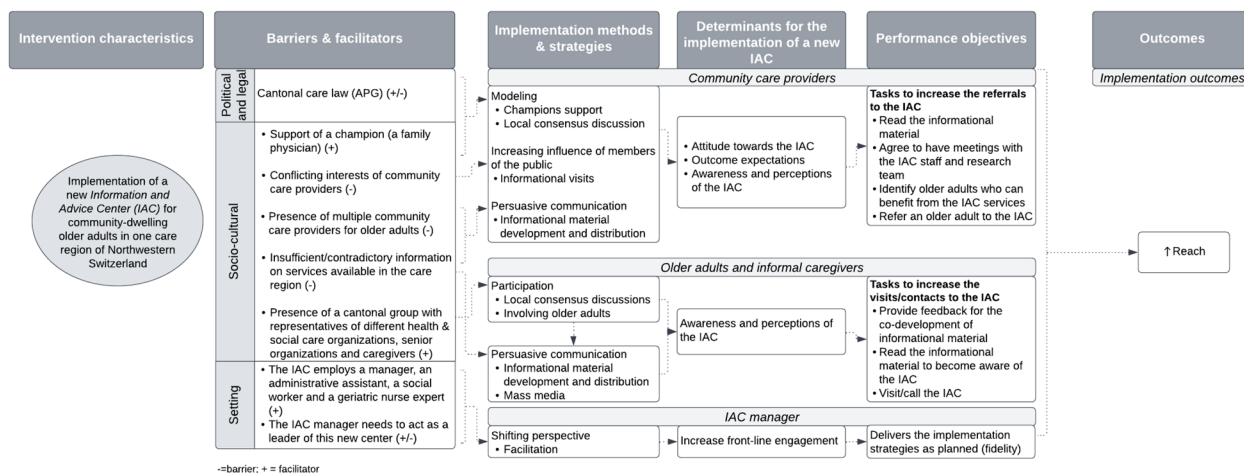 Intervention characteristics
Barriers & facilitators
Implementation methods
& strategies
Determinants for the
implementation of a new
IAC
Performance objectives
Outcomes
Community care providers
Implementation outcomes
Implementation of a
new Information and
Advice Center (IAC) for
community-dwelling
older adults in one care
region of Northwestern
Switzerland
Political
and legal
Cantonal care law (APG) (+/-)
Socio-cultural
• Support of a champion (a family
physician) (+)
• Conflicting interests of community
care providers (-)
• Presence of multiple community
care providers for older adults (-)
• Insufficient/contradictory information
on services available in the care
region (-)
• Presence of a cantonal group with
representatives of different health &
social care organizations, senior
organizations and caregivers (+)
Setting
• The IAC employs a manager, an
administrative assistant, a social
worker and a geriatric nurse expert
(+)
• The IAC manager needs to act as a
leader of this new center (+/-)
Modeling
• Champions support
• Local consensus discussion
Increasing influence of members
of the public
• Informational visits
Persuasive communication
• Informational material
development and distribution
• Attitude towards the IAC
• Outcome expectations
• Awareness and perceptions
of the IAC
Tasks to increase the referrals
to the IAC
• Read the informational
material
• Agree to have meetings with
the IAC staff and research
team
• Identify older adults who can
benefit from the IAC services
• Refer an older adult to the IAC
Older adults and informal caregivers
Participation
• Local consensus discussions
• Involving older adults
Persuasive communication
• Informational material
development and distribution
• Mass media
Awareness and perceptions of
the IAC
Tasks to increase the
visits/contacts to the IAC
• Provide feedback for the
co-development of
informational material
• Read the informational
material to become aware of
the IAC
• Visit/call the IAC
IAC manager
Shifting perspective
• Facilitation
Increase front-line engagement
Delivers the implementation
strategies as planned (fidelity)
↑Reach
-=barrier; + = facilitator